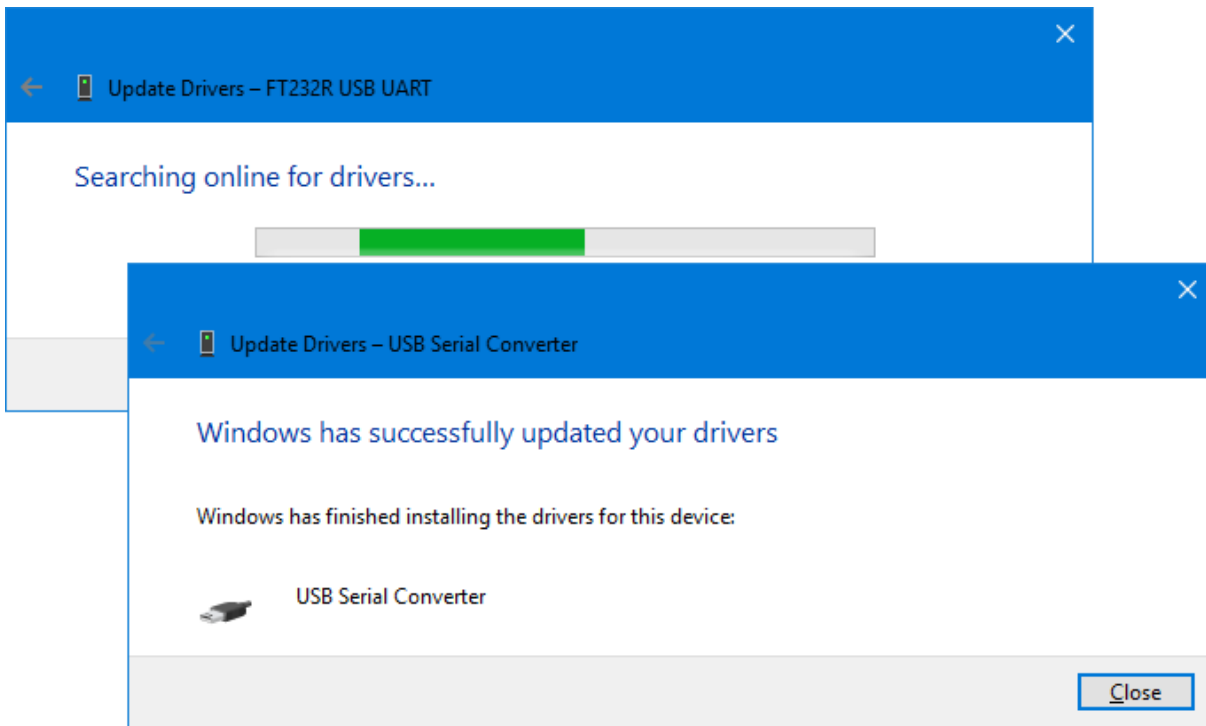 Update Drivers – FT232R USB UART
Searching online for drivers...
Update Drivers – USB Serial Converter
Windows has successfully updated your drivers
Windows has finished installing the drivers for this device:
USB Serial Converter
Close